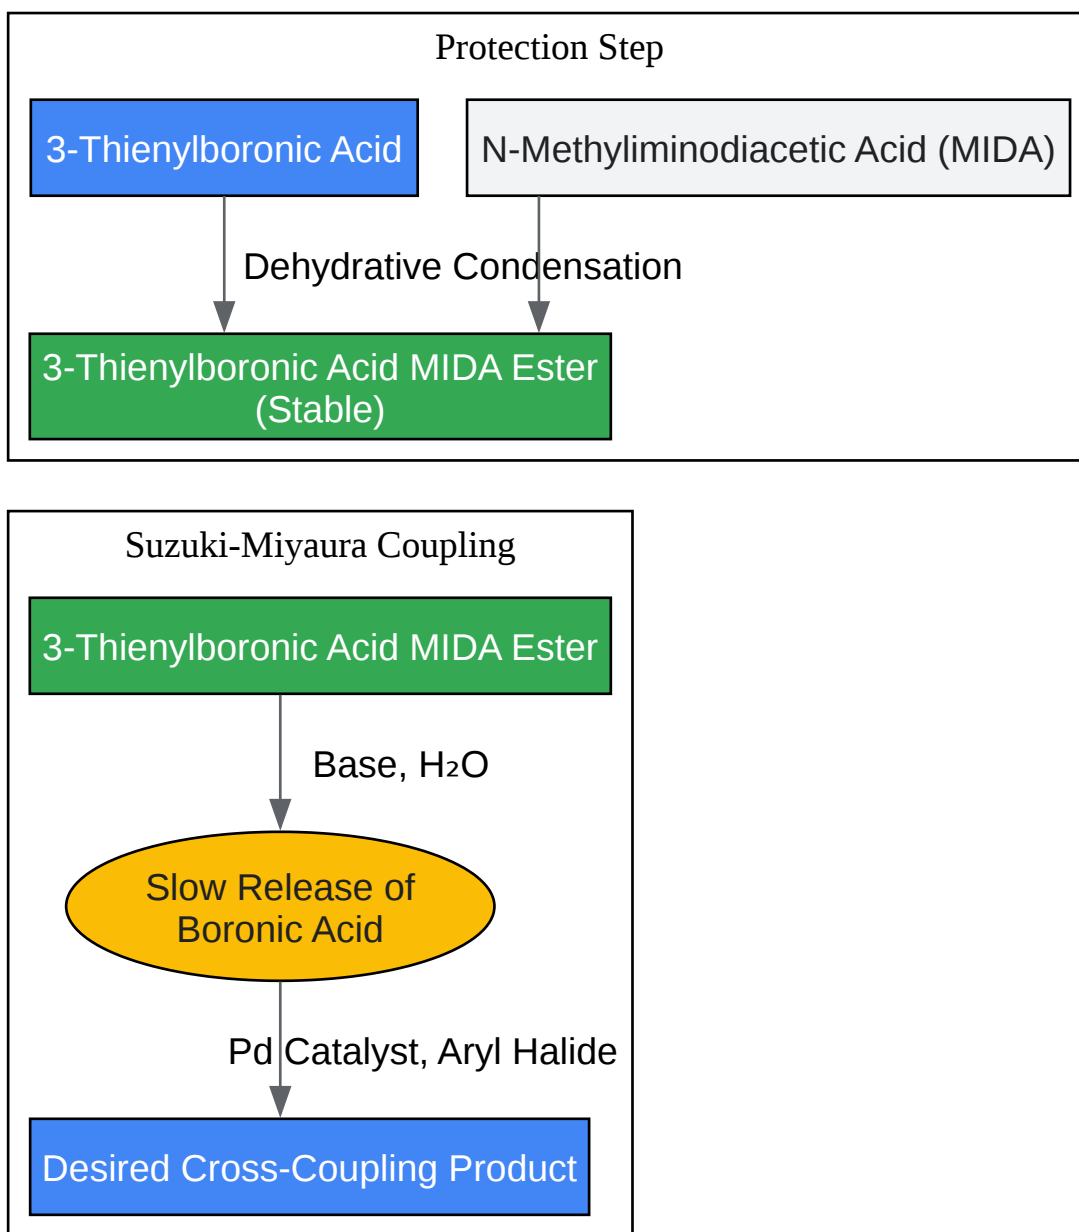 Protection Step
3-Thienylboronic Acid
N-Methyliminodiacetic Acid (MIDA)
Dehydrative Condensation
3-Thienylboronic Acid MIDA Ester
(Stable)
Suzuki-Miyaura Coupling
3-Thienylboronic Acid MIDA Ester
Base, H₂O
Slow Release of
Boronic Acid
Pd Catalyst, Aryl Halide
Desired Cross-Coupling Product